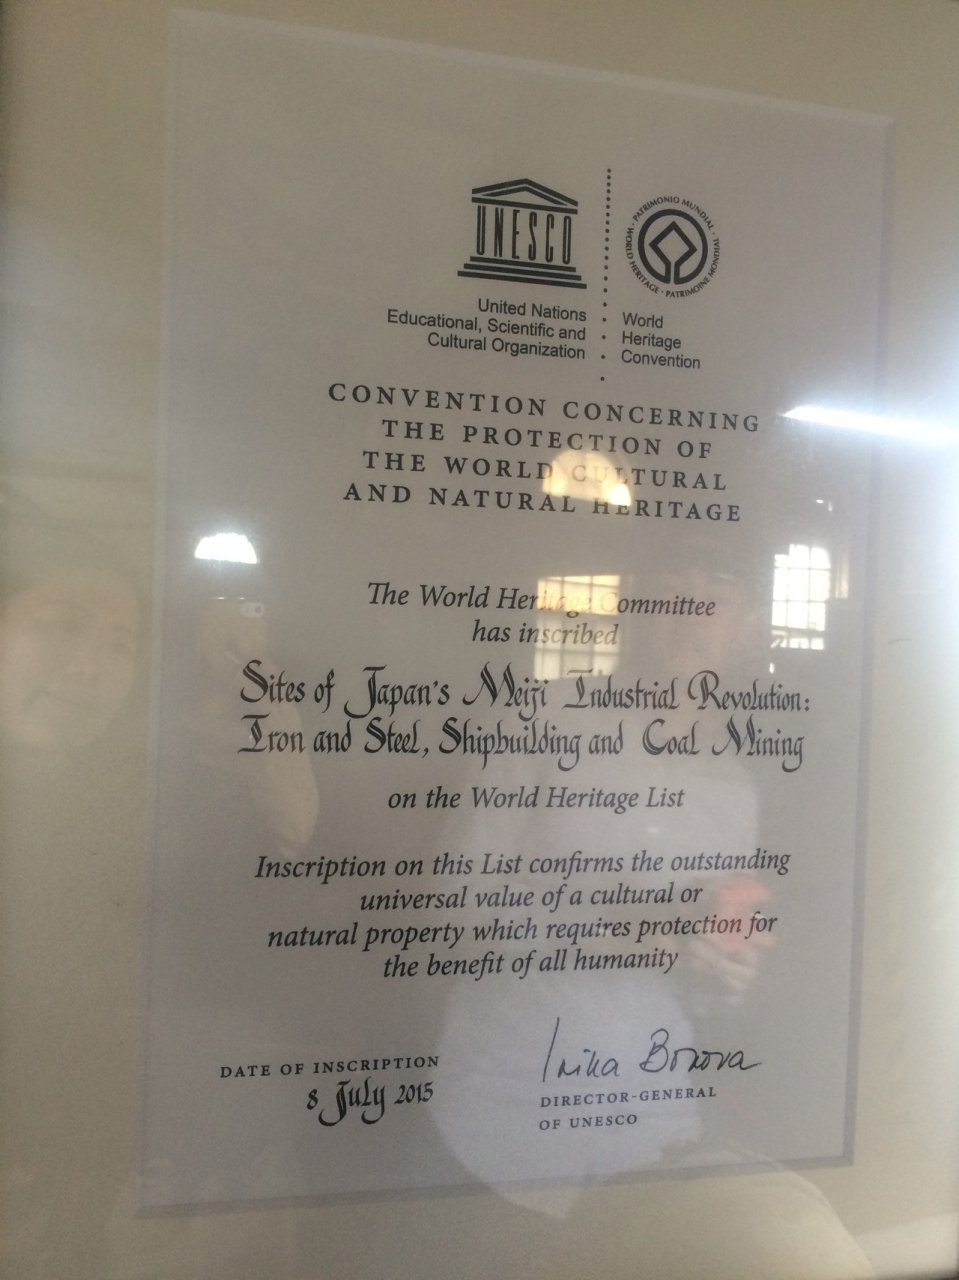 UNESCO
United Nations
Educational, Scientific and
Cultural Organization
WORLD HERITAGE · PATRIMONIO MUNDIAL · PATRIMOINE MONDIAL
World
Heritage
Convention
CONVENTION CONCERNING
THE PROTECTION OF
THE WORLD CULTURAL
AND NATURAL HERITAGE
The World Heritage Committee
has inscribed
Sites of Japan's Meiji Industrial Revolution:
Iron and Steel, Shipbuilding and Coal Mining
on the World Heritage List
Inscription on this List confirms the outstanding
universal value of a cultural or
natural property which requires protection for
the benefit of all humanity
DATE OF INSCRIPTION
8 July 2015
Irina Bokova
DIRECTOR-GENERAL
OF UNESCO